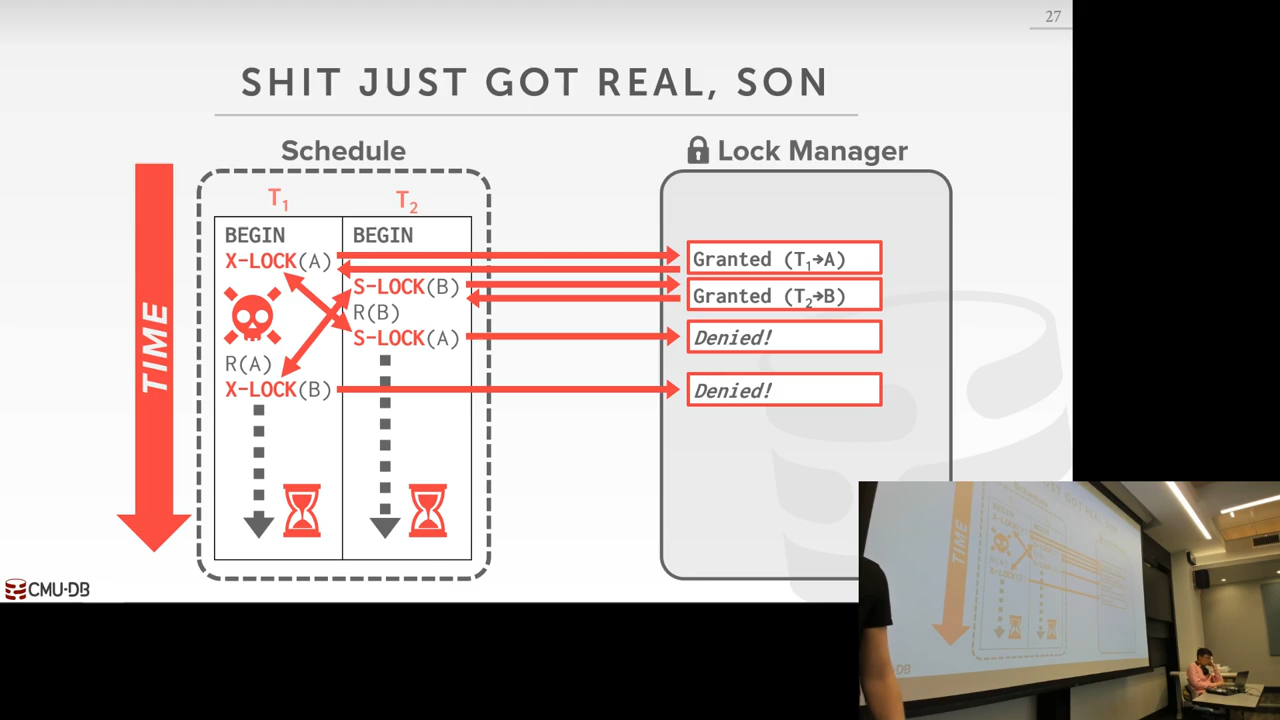 27
SHIT JUST GOT REAL, SON
Schedule
Lock Manager
TIME
T1
T2
BEGIN
BEGIN
X-LOCK(A)
Granted (T1→A)
S-LOCK(B)
Granted (T2→B)
R(B)
S-LOCK(A)
Denied!
R(A)
X-LOCK(B)
Denied!
CMU-DB
TIME